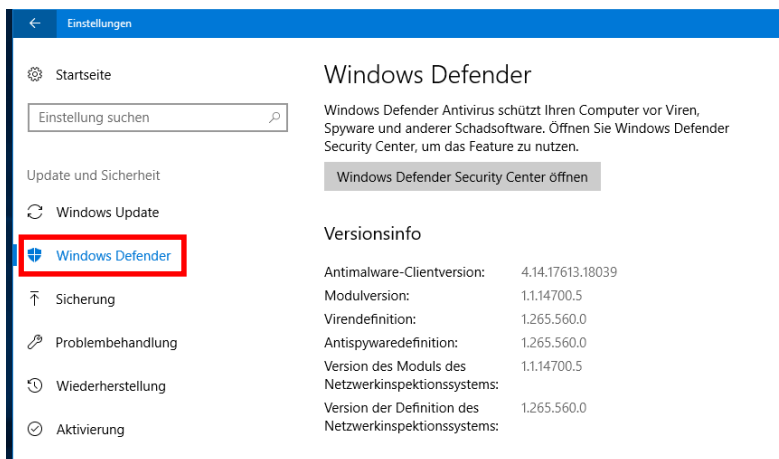 Einstellungen
Startseite
Einstellung suchen
Update und Sicherheit
Windows Update
Windows Defender
Sicherung
Problembehandlung
Wiederherstellung
Aktivierung
Windows Defender
Windows Defender Antivirus schützt Ihren Computer vor Viren,
Spyware und anderer Schadsoftware. Öffnen Sie Windows Defender
Security Center, um das Feature zu nutzen.
Windows Defender Security Center öffnen
Versionsinfo
Antimalware-Clientversion: 4.14.17613.18039
Modulversion: 1.1.14700.5
Virendefinition: 1.265.560.0
Antispywaredefinition: 1.265.560.0
Version des Moduls des 1.1.14700.5
Netzwerkinspektionssystems:
Version der Definition des 1.265.560.0
Netzwerkinspektionssystems: